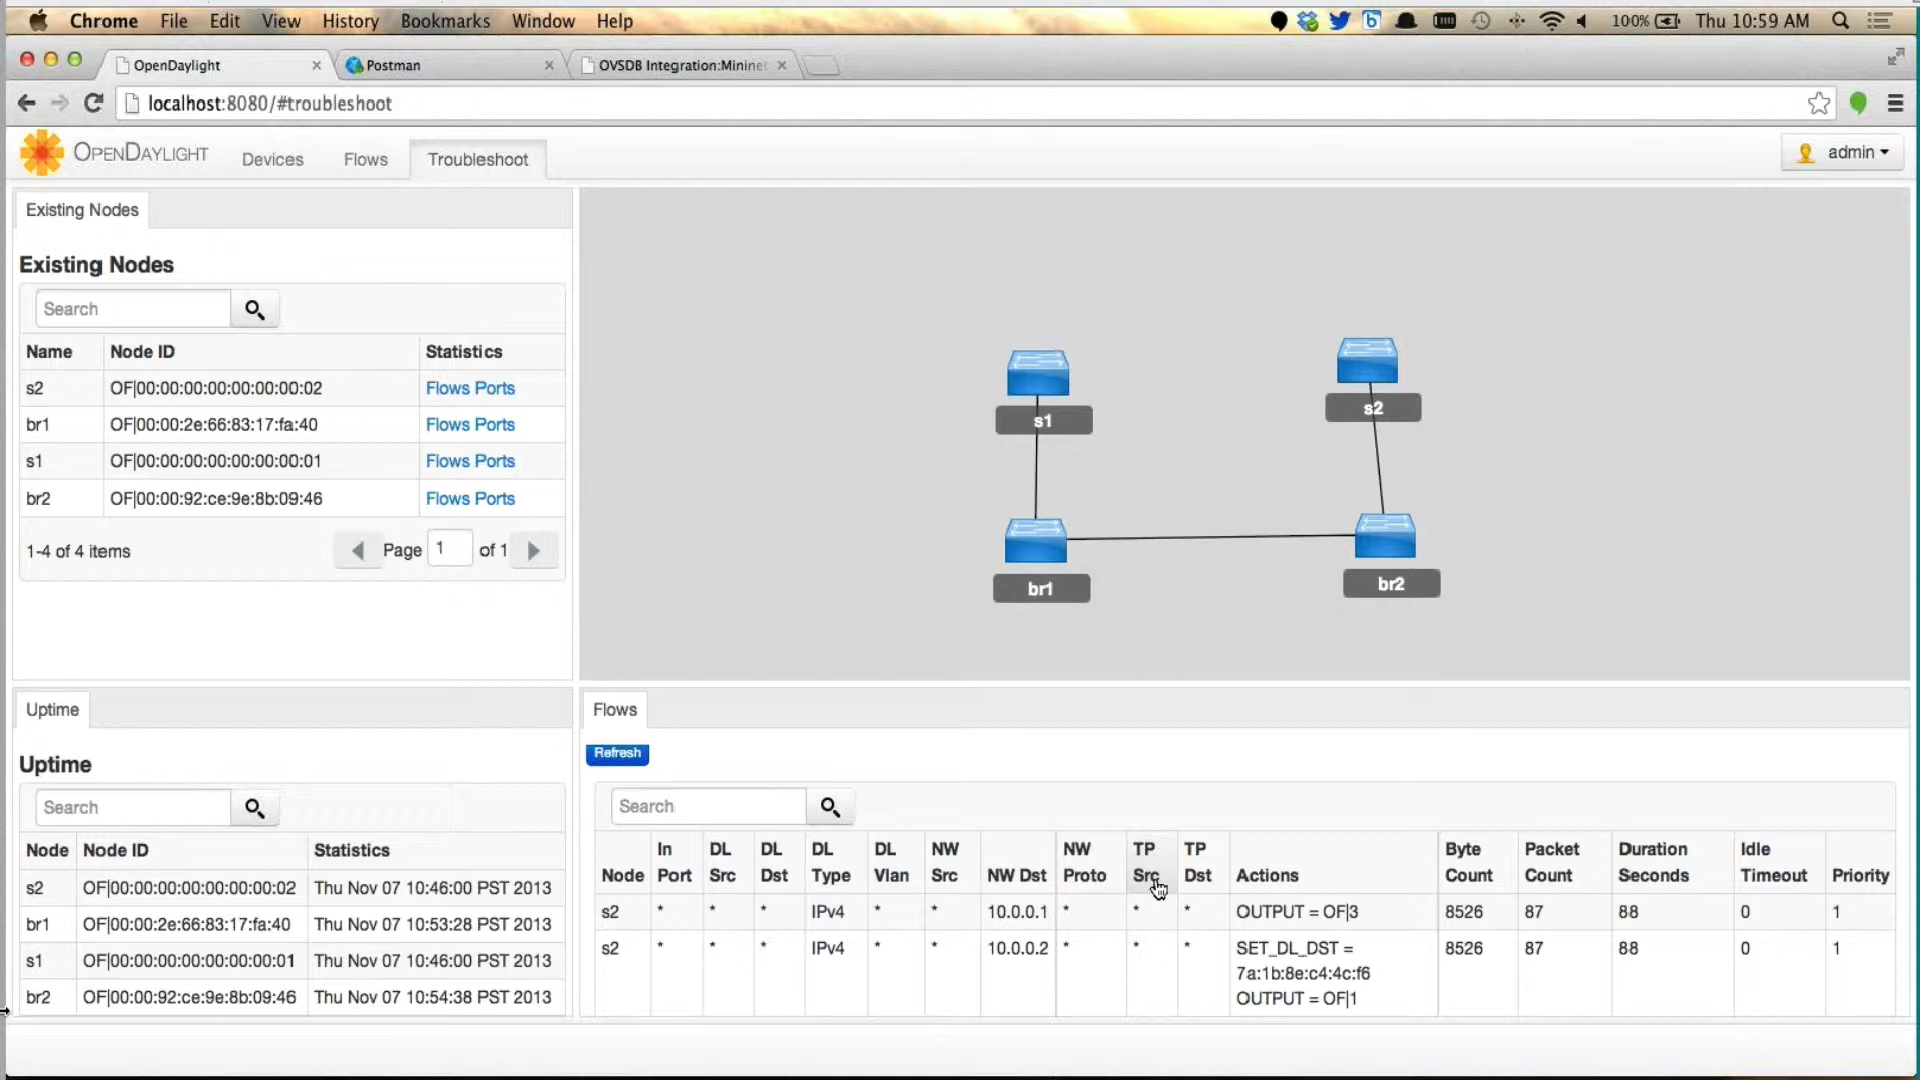 Chrome File Edit View History Bookmarks Window Help 100% Thu 10:59 AM
OpenDaylight Postman OVSDB Integration:Mininet
localhost:8080/#troubleshoot
OPENDAYLIGHT Devices Flows Troubleshoot admin
Existing Nodes
Existing Nodes
Search
Name Node ID Statistics
s2 OF|00:00:00:00:00:00:00:02 Flows Ports
br1 OF|00:00:2e:66:83:17:fa:40 Flows Ports
s1 OF|00:00:00:00:00:00:00:01 Flows Ports
br2 OF|00:00:92:ce:9e:8b:09:46 Flows Ports
1-4 of 4 items Page 1 of 1
s1
s2
br1
br2
Uptime
Uptime
Search
Node Node ID Statistics
s2 OF|00:00:00:00:00:00:00:02 Thu Nov 07 10:46:00 PST 2013
br1 OF|00:00:2e:66:83:17:fa:40 Thu Nov 07 10:53:28 PST 2013
s1 OF|00:00:00:00:00:00:00:01 Thu Nov 07 10:46:00 PST 2013
br2 OF|00:00:92:ce:9e:8b:09:46 Thu Nov 07 10:54:38 PST 2013
Flows
Refresh
Search
Node In Port DL Src DL Dst DL Type DL Vlan NW Src NW Dst NW Proto TP Src TP Dst Actions Byte Count Packet Count Duration Seconds Idle Timeout Priority
s2 * * * IPv4 * * 10.0.0.1 * * * OUTPUT = OF|3 8526 87 88 0 1
s2 * * * IPv4 * * 10.0.0.2 * * * SET_DL_DST = 8526 87 88 0 1
7a:1b:8e:c4:4c:f6
OUTPUT = OF|1